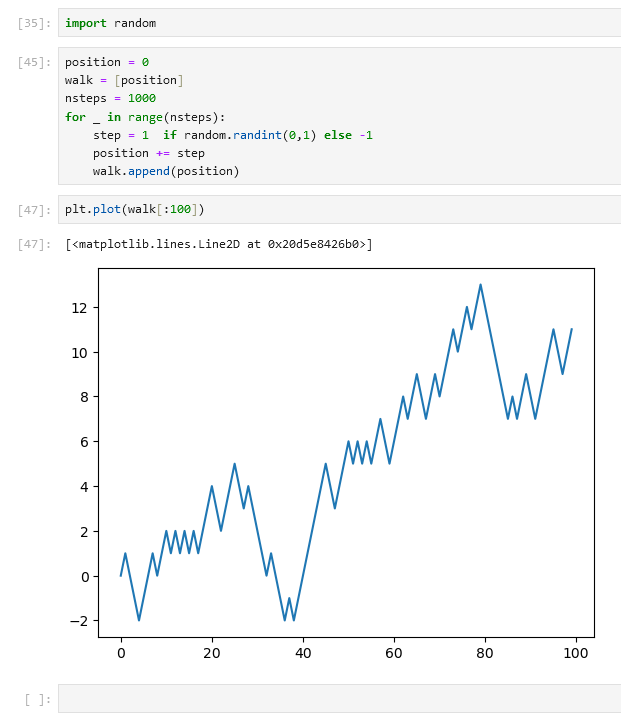 [35]: import random
[45]: position = 0
walk = [position]
nsteps = 1000
for _ in range(nsteps):
    step = 1  if random.randint(0,1) else -1
    position += step
    walk.append(position)
[47]: plt.plot(walk[:100])
[47]: [<matplotlib.lines.Line2D at 0x20d5e8426b0>]
12
10
8
6
4
2
0
−2
0 20 40 60 80 100
[ ]: